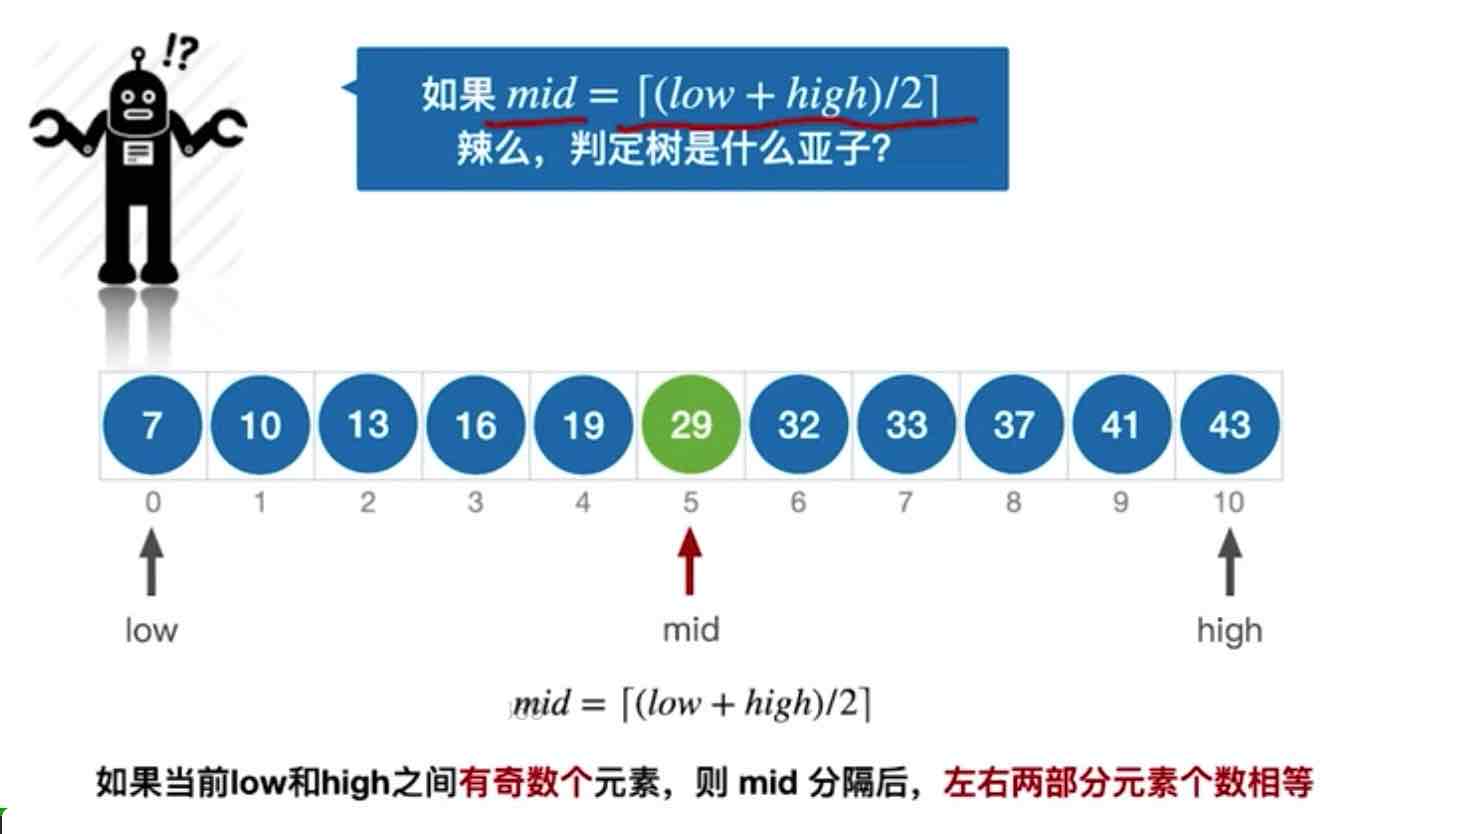 !?
如果 mid = ⌈(low + high)/2⌉
辣么，判定树是什么亚子？
7 10 13 16 19 29 32 33 37 41 43
0 1 2 3 4 5 6 7 8 9 10
low mid high
mid = ⌈(low + high)/2⌉
如果当前low和high之间有奇数个元素，则 mid 分隔后，左右两部分元素个数相等